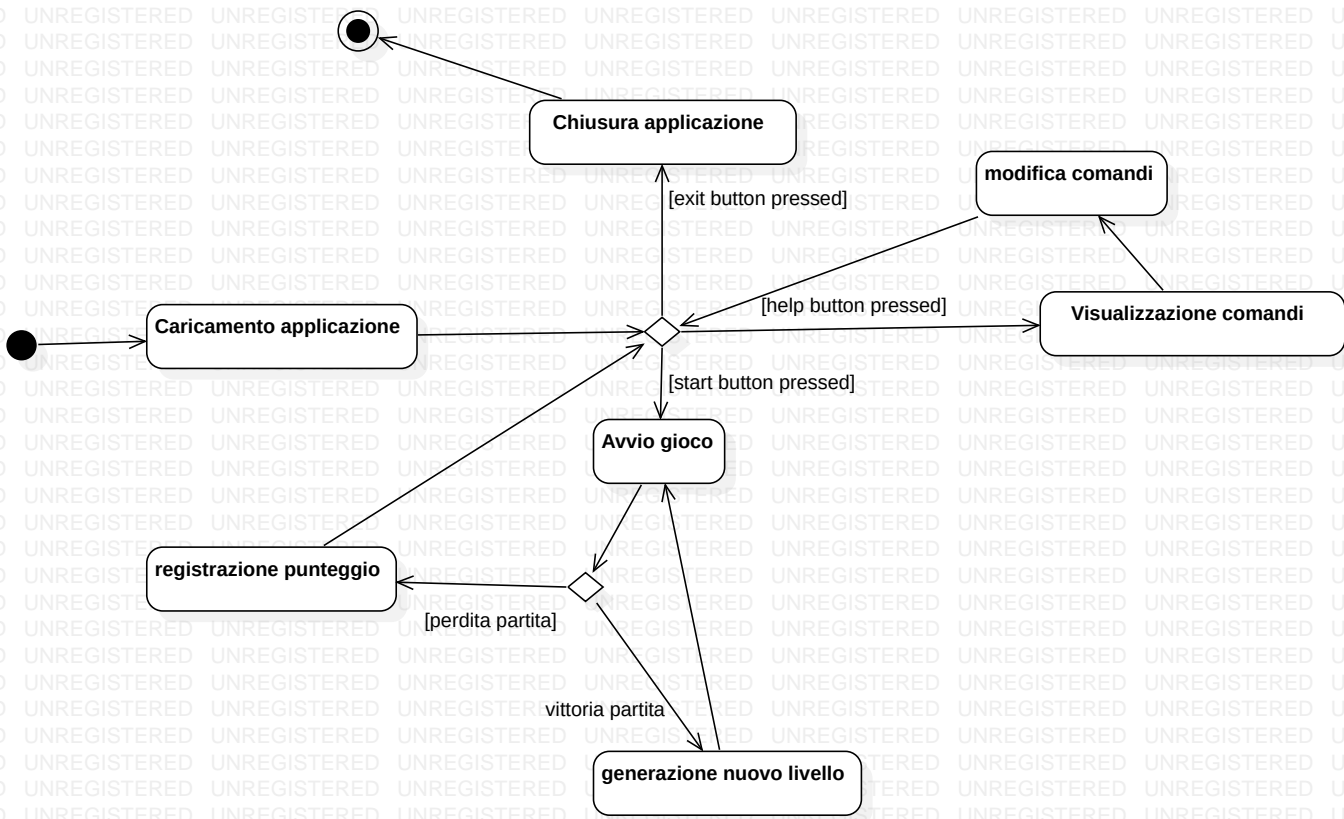 Chiusura applicazione
modifica comandi
[exit button pressed]
[help button pressed]
Visualizzazione comandi
Caricamento applicazione
[start button pressed]
Avvio gioco
registrazione punteggio
[perdita partita]
vittoria partita
generazione nuovo livello
UNREGISTERED